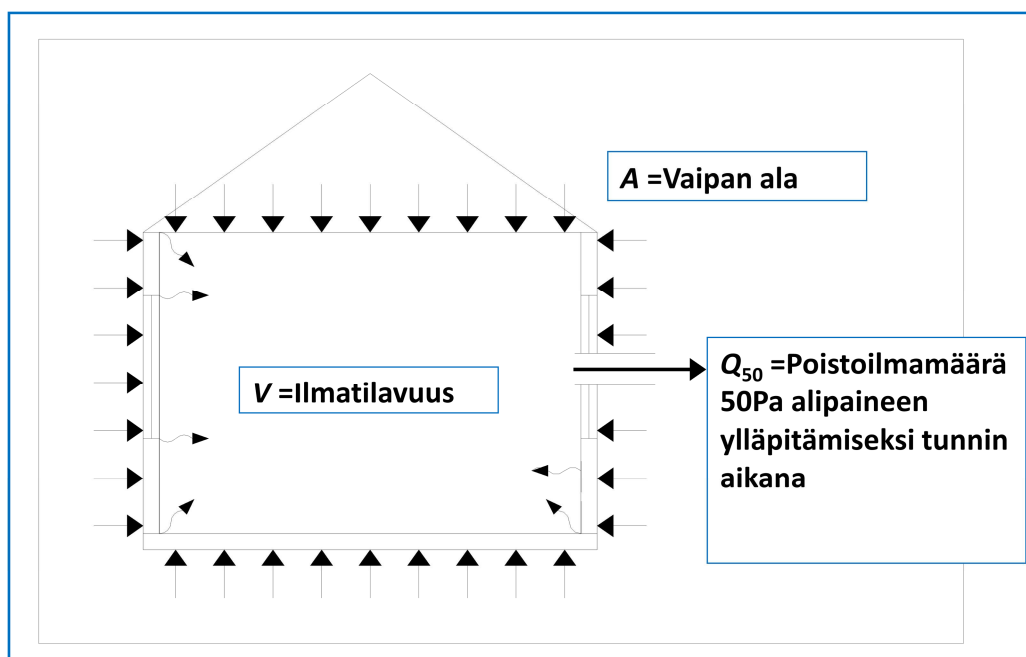 A =Vaipan ala
V =Ilmatilavuus
Q50 =Poistoilmamäärä
50Pa alipaineen
ylläpitämiseksi tunnin
aikana